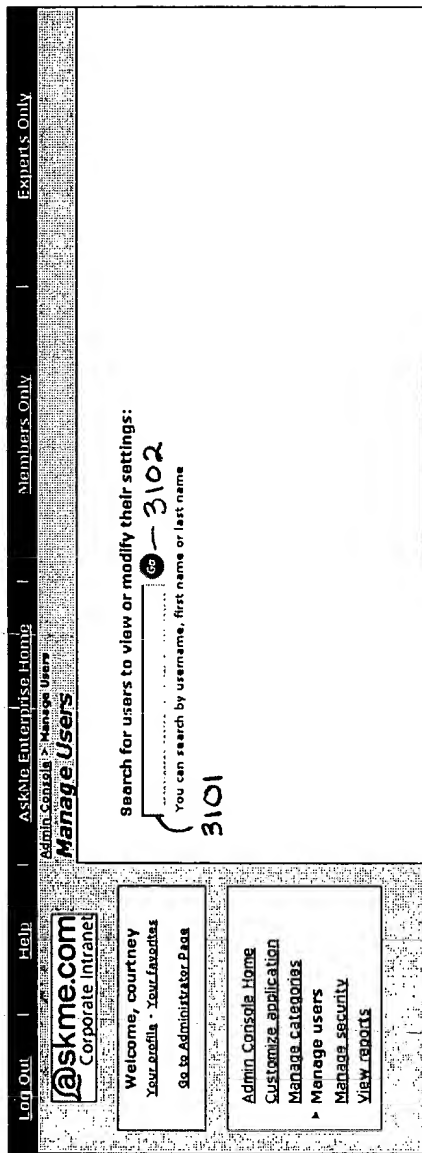 Log Out | Help | AskMe Enterprise Home | Members Only | Experts Only
@skme.com
Corporate Intranet
Admin Console > Manage Users
Manage Users
Welcome, courtney
Your profile - Your favorites
Go to Administrator Page
Admin Console Home
Customize application
Manage categories
▸ Manage users
Manage security
View reports
Search for users to view or modify their settings:
Go - 3102
You can search by username, first name or last name
3101